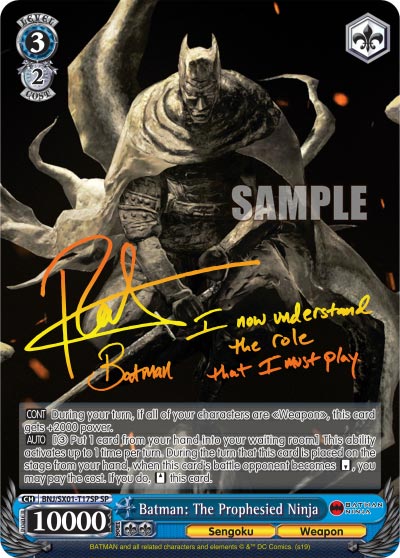 LEVEL
3
2
COST
SAMPLE
I now understand
the role
that I must play.
Batman
CONT During your turn, if all of your characters are «Weapon», this card
gets +2000 power.
AUTO [③ Put 1 card from your hand into your waiting room] This ability
activates up to 1 time per turn. During the turn that this card is placed on the
stage from your hand, when this card's battle opponent becomes , you
may pay the cost. If you do, this card.
CH BNJ/SX01-T17SP SP
Batman: The Prophesied Ninja
BATMAN
NINJA
POWER
10000
SOUL
Sengoku
Weapon
BATMAN and all related characters and elements © & ™ DC Comics. (s19)